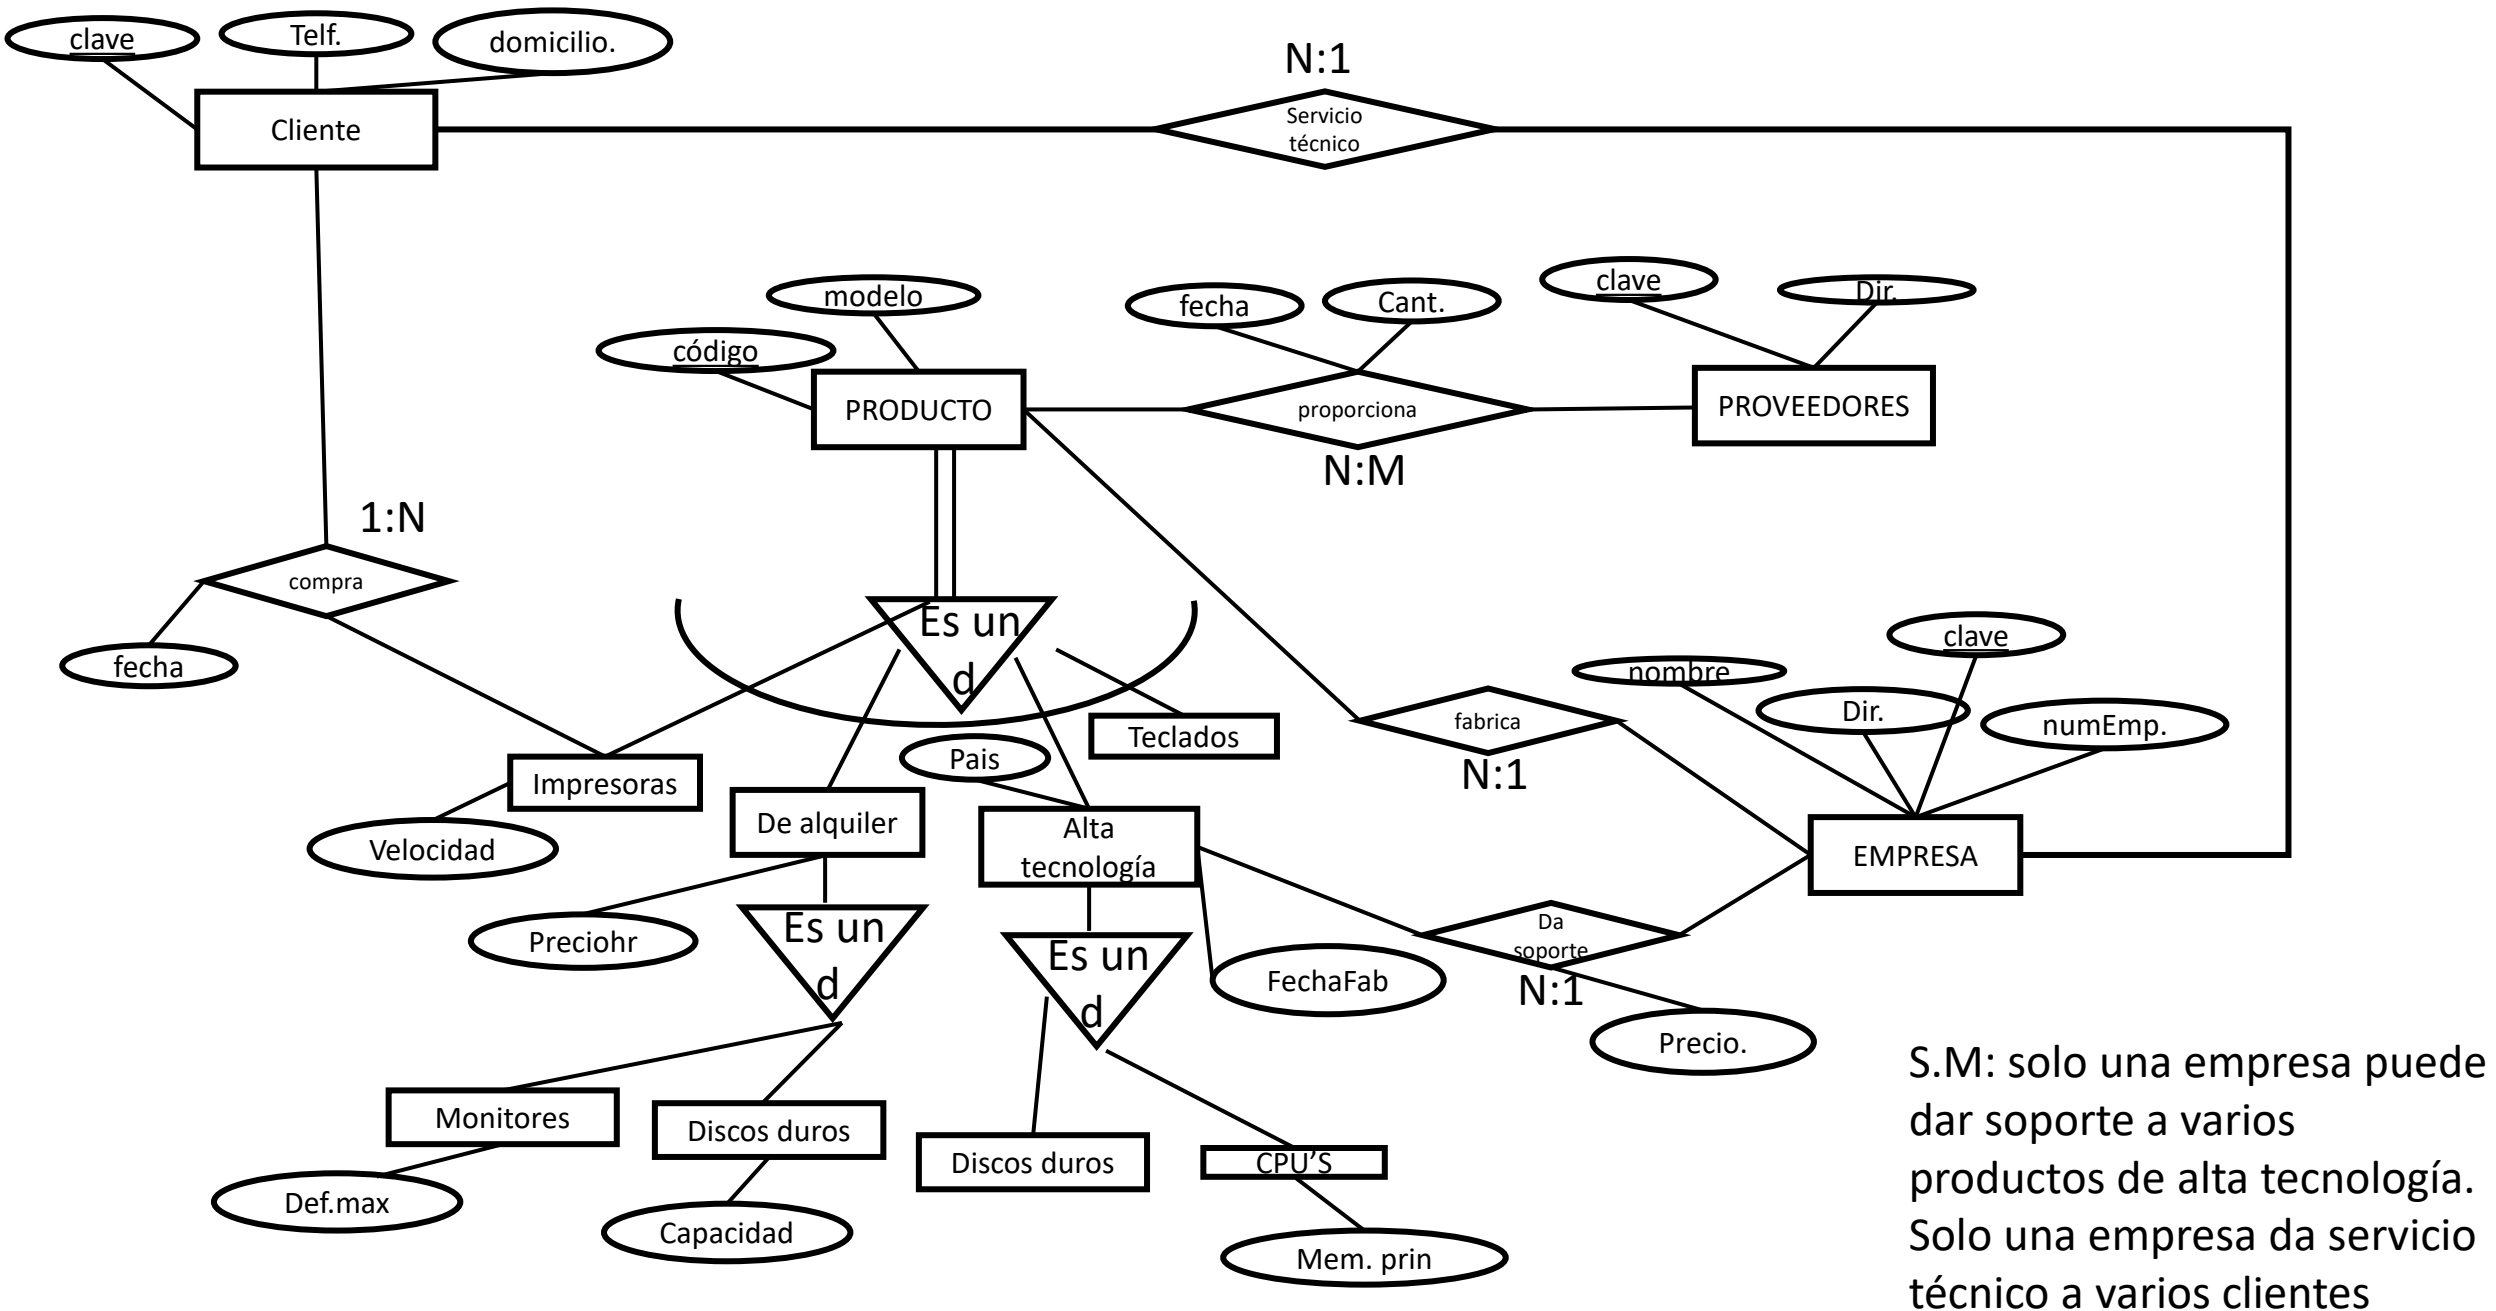 clave
Telf.
domicilio.
Cliente
N:1
Servicio
técnico
modelo
código
PRODUCTO
fecha
Cant.
proporciona
N:M
clave
Dir.
PROVEEDORES
1:N
compra
fecha
Es un
d
Teclados
Pais
Impresoras
Velocidad
De alquiler
Preciohr
Alta
tecnología
fabrica
N:1
nombre
clave
Dir.
numEmp.
EMPRESA
Es un
d
Es un
d
FechaFab
Da
soporte
N:1
Precio.
Monitores
Def.max
Discos duros
Capacidad
Discos duros
CPU’S
Mem. prin
S.M: solo una empresa puede
dar soporte a varios
productos de alta tecnología.
Solo una empresa da servicio
técnico a varios clientes